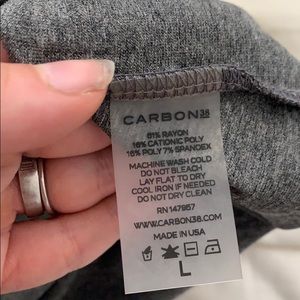 CARBON38
61% RAYON
16% CATIONIC POLY
16% POLY 7% SPANDEX
MACHINE WASH COLD
DO NOT BLEACH
LAY FLAT TO DRY
COOL IRON IF NEEDED
DO NOT DRY CLEAN
RN 147957
WWW.CARBON38.COM
MADE IN USA
L